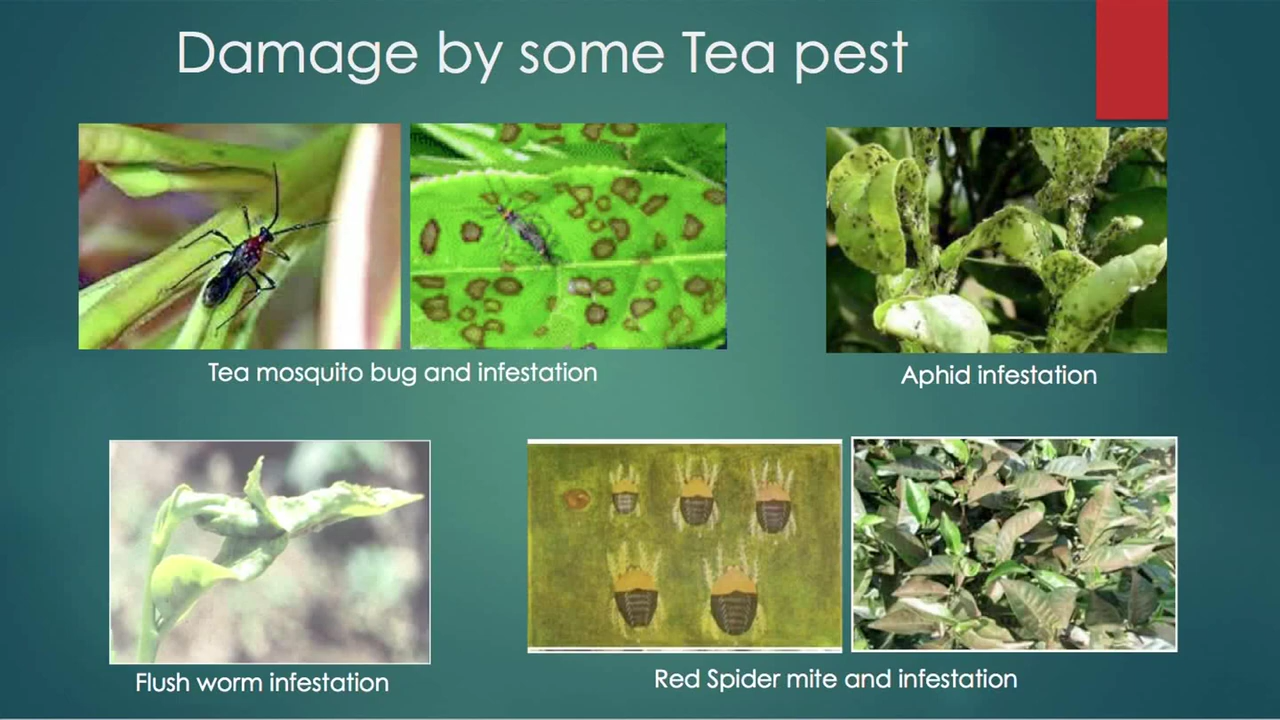 Damage by some Tea pest
Tea mosquito bug and infestation
Aphid infestation
Flush worm infestation
Red Spider mite and infestation